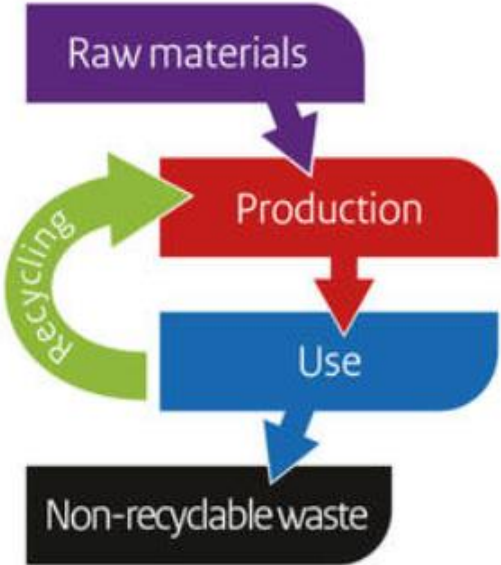 Raw materials
Production
Recycling
Use
Non-recyclable waste